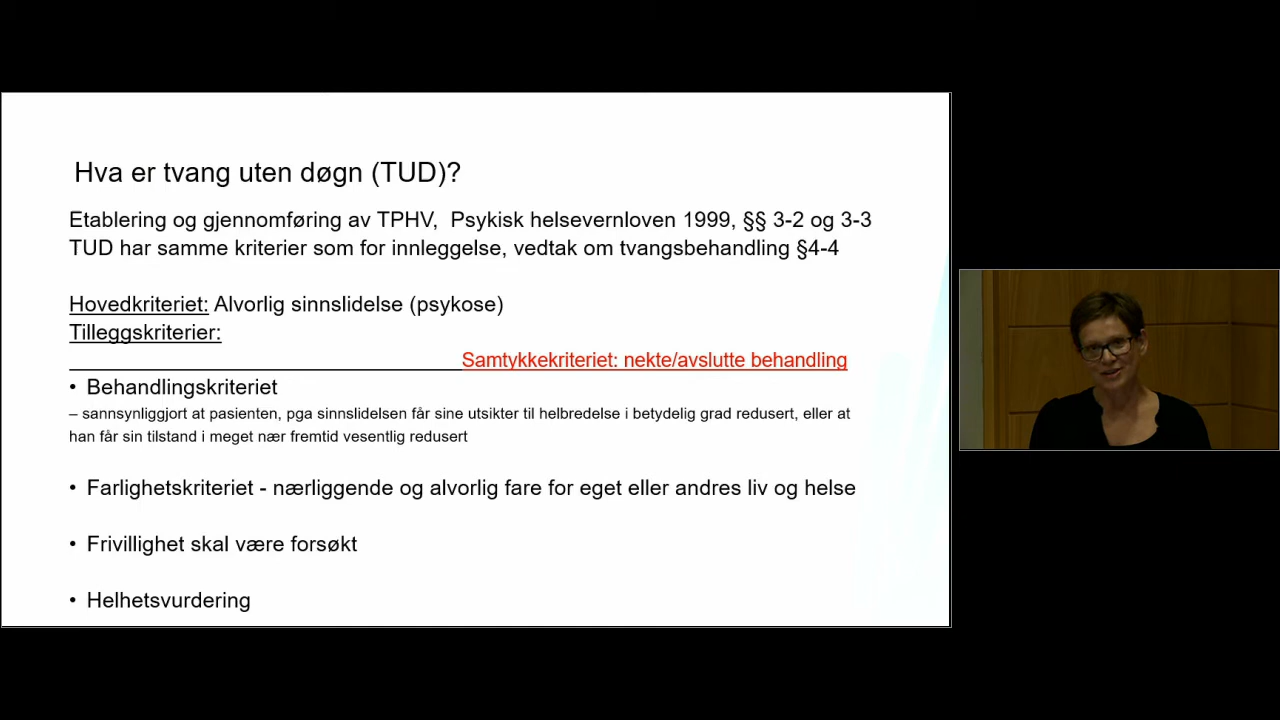 Hva er tvang uten døgn (TUD)?
Etablering og gjennomføring av TPHV,  Psykisk helsevernloven 1999, §§ 3-2 og 3-3
TUD har samme kriterier som for innleggelse, vedtak om tvangsbehandling §4-4
Hovedkriteriet: Alvorlig sinnslidelse (psykose)
Tilleggskriterier:
Samtykkekriteriet: nekte/avslutte behandling
• Behandlingskriteriet
– sannsynliggjort at pasienten, pga sinnslidelsen får sine utsikter til helbredelse i betydelig grad redusert, eller at
han får sin tilstand i meget nær fremtid vesentlig redusert
• Farlighetskriteriet - nærliggende og alvorlig fare for eget eller andres liv og helse
• Frivillighet skal være forsøkt
• Helhetsvurdering